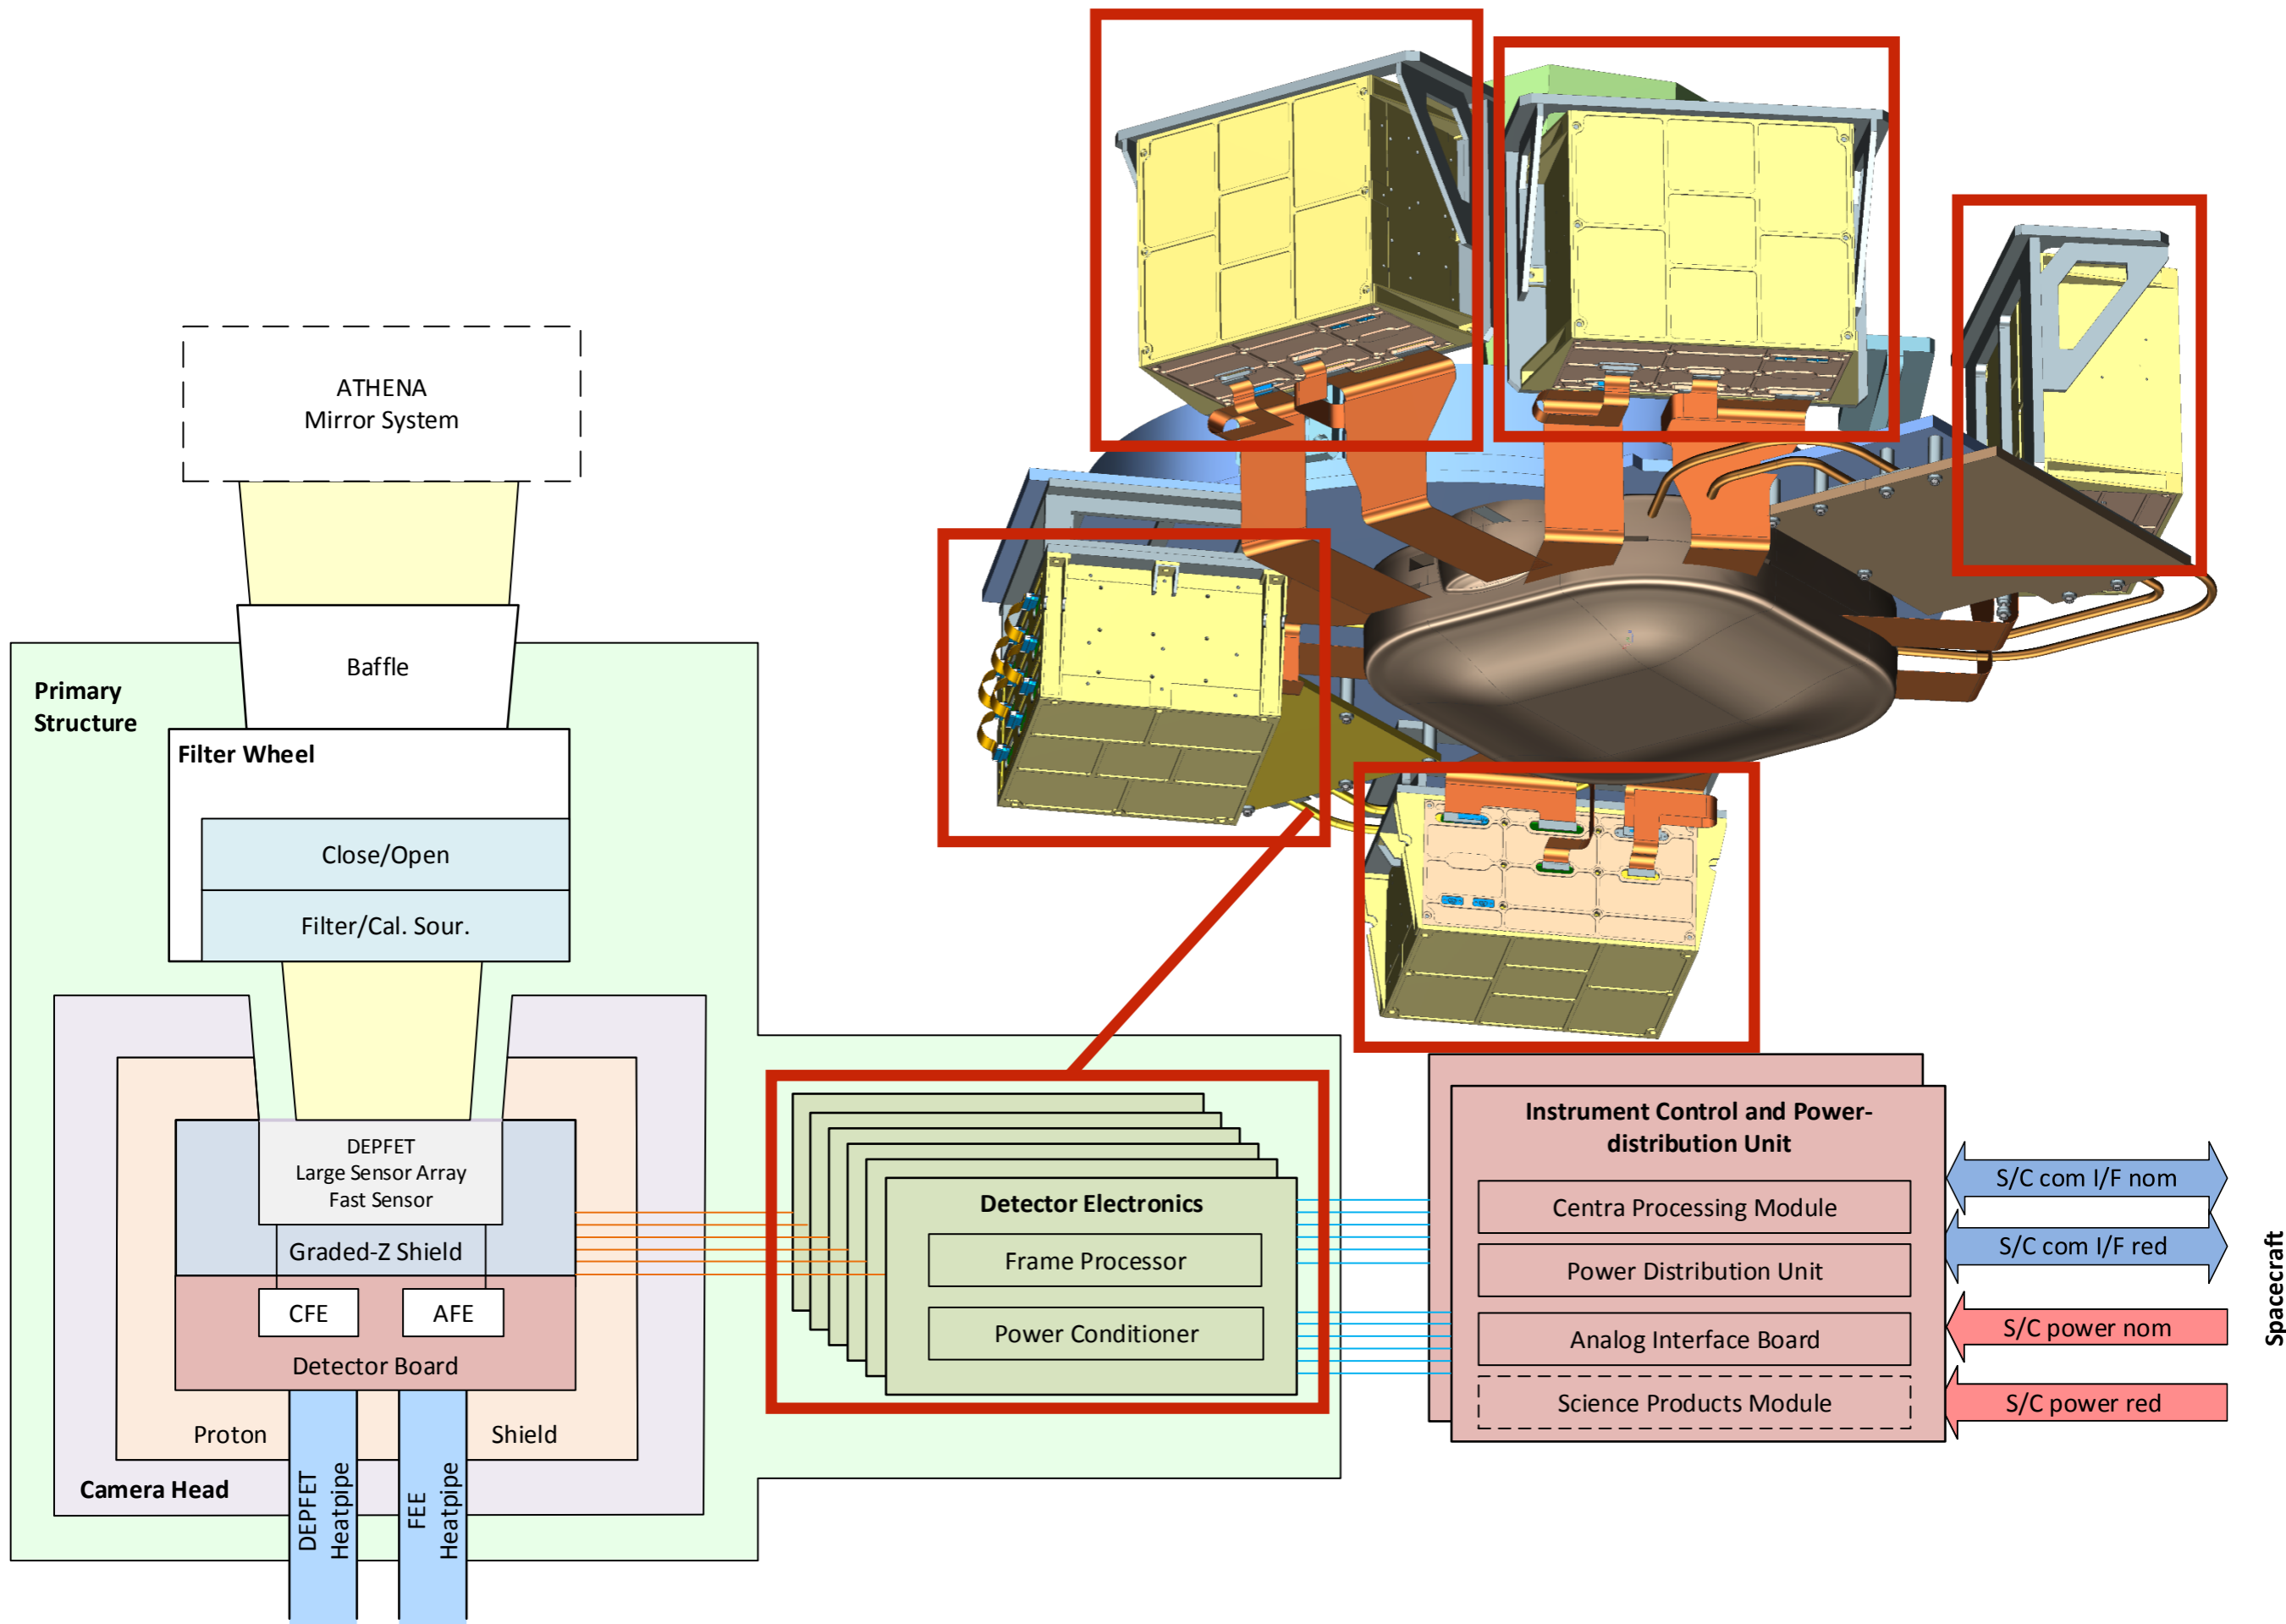 ATHENA
Mirror System
Baffle
Primary
Structure
Filter Wheel
Close/Open
Filter/Cal. Sour.
DEPFET
Large Sensor Array
Fast Sensor
Graded-Z Shield
CFE
AFE
Detector Board
Proton
Shield
Camera Head
DEPFET
Heatpipe
FEE
Heatpipe
Detector Electronics
Frame Processor
Power Conditioner
Instrument Control and Power-
distribution Unit
Centra Processing Module
Power Distribution Unit
Analog Interface Board
Science Products Module
S/C com I/F nom
S/C com I/F red
S/C power nom
S/C power red
Spacecraft